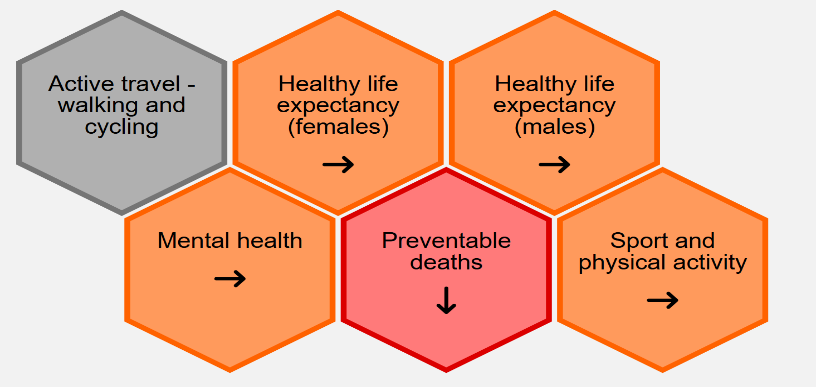 Active travel -
walking and
cycling
Healthy life
expectancy
(females)
→
Healthy life
expectancy
(males)
→
Mental health
→
Preventable
deaths
↓
Sport and
physical activity
→